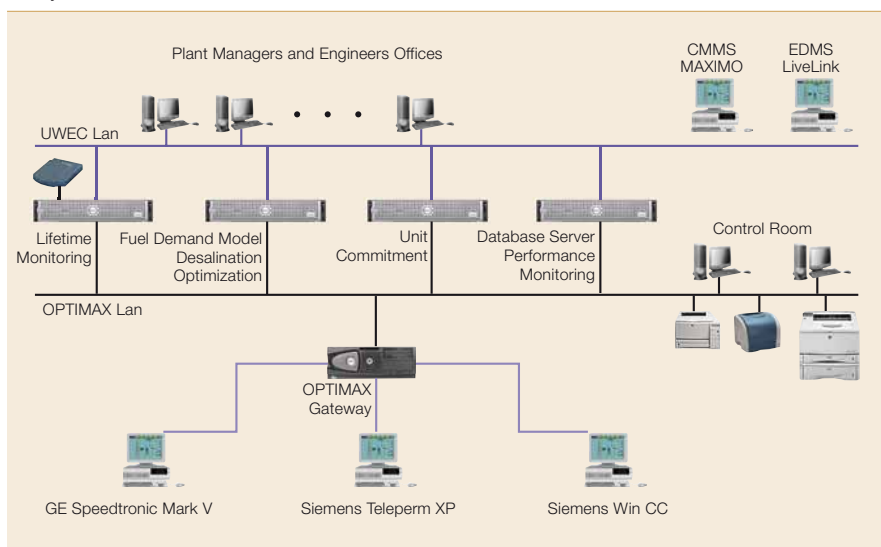 Plant Managers and Engineers Offices
CMMS
MAXIMO
EDMS
LiveLink
UWEC Lan
Lifetime
Monitoring
Fuel Demand Model
Desalination
Optimization
Unit
Commitment
Database Server
Performance
Monitoring
Control Room
OPTIMAX Lan
OPTIMAX
Gateway
GE Speedtronic Mark V
Siemens Teleperm XP
Siemens Win CC